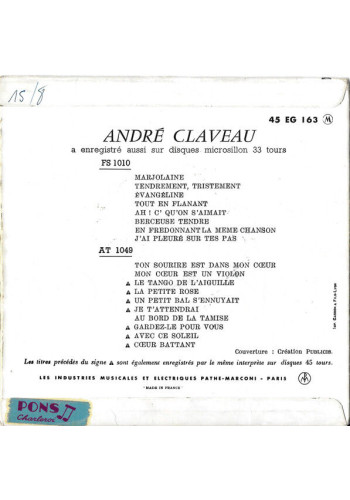 15/8
45 EG 163 M
ANDRÉ CLAVEAU
a enregistré aussi sur disques microsillon 33 tours
FS 1010
MARJOLAINE
TENDREMENT, TRISTEMENT
ÉVANGÉLINE
TOUT EN FLANANT
AH ! C' QU'ON S'AIMAIT
BERCEUSE TENDRE
EN FREDONNANT LA MEME CHANSON
J'AI PLEURÉ SUR TES PAS
AT 1049
TON SOURIRE EST DANS MON CŒUR
MON CŒUR EST UN VIOLON
▲ LE TANGO DE L'AIGUILLE
▲ LA PETITE ROSE
▲ UN PETIT BAL S'ENNUYAIT
▲ JE T'ATTENDRAI
AU BORD DE LA TAMISE
▲ GARDEZ-LE POUR VOUS
▲ AVEC CE SOLEIL
▲ CŒUR BATTANT
Couverture : Création PUBLICIS.
Les titres précédés du signe ▲ sont également enregistrés par le même interprète sur disques 45 tours.
LES INDUSTRIES MUSICALES ET ELECTRIQUES PATHE-MARCONI - PARIS
"MADE IN FRANCE"
PONS
Charleroi